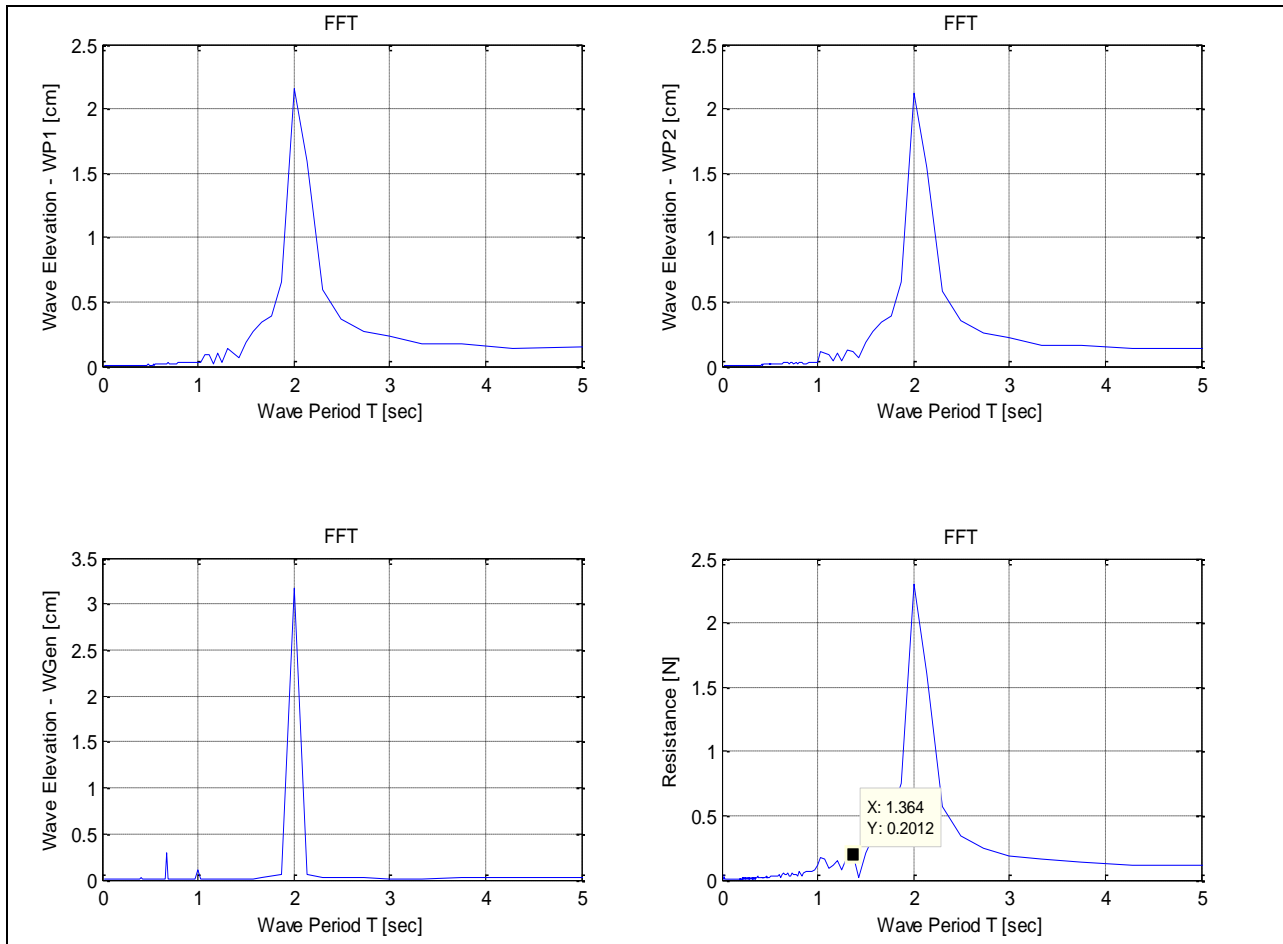 FFT
2.5
2
1.5
1
0.5
0
Wave Elevation - WP1 [cm]
0 1 2 3 4 5
Wave Period T [sec]
FFT
2.5
2
1.5
1
0.5
0
Wave Elevation - WP2 [cm]
0 1 2 3 4 5
Wave Period T [sec]
FFT
3.5
3
2.5
2
1.5
1
0.5
0
Wave Elevation - WGen [cm]
0 1 2 3 4 5
Wave Period T [sec]
FFT
2.5
2
1.5
1
0.5
0
Resistance [N]
X: 1.364
Y: 0.2012
0 1 2 3 4 5
Wave Period T [sec]